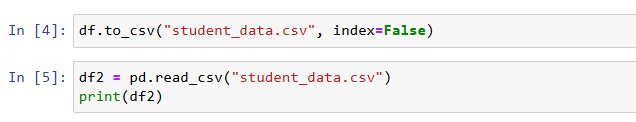 In [4]: df.to_csv("student_data.csv", index=False)
In [5]: df2 = pd.read_csv("student_data.csv")
print(df2)